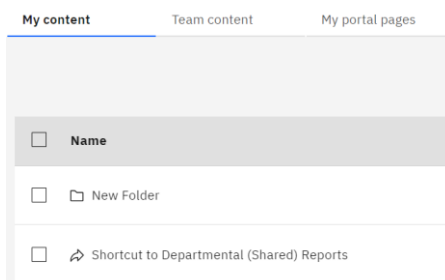 My content Team content My portal pages
Name
New Folder
Shortcut to Departmental (Shared) Reports